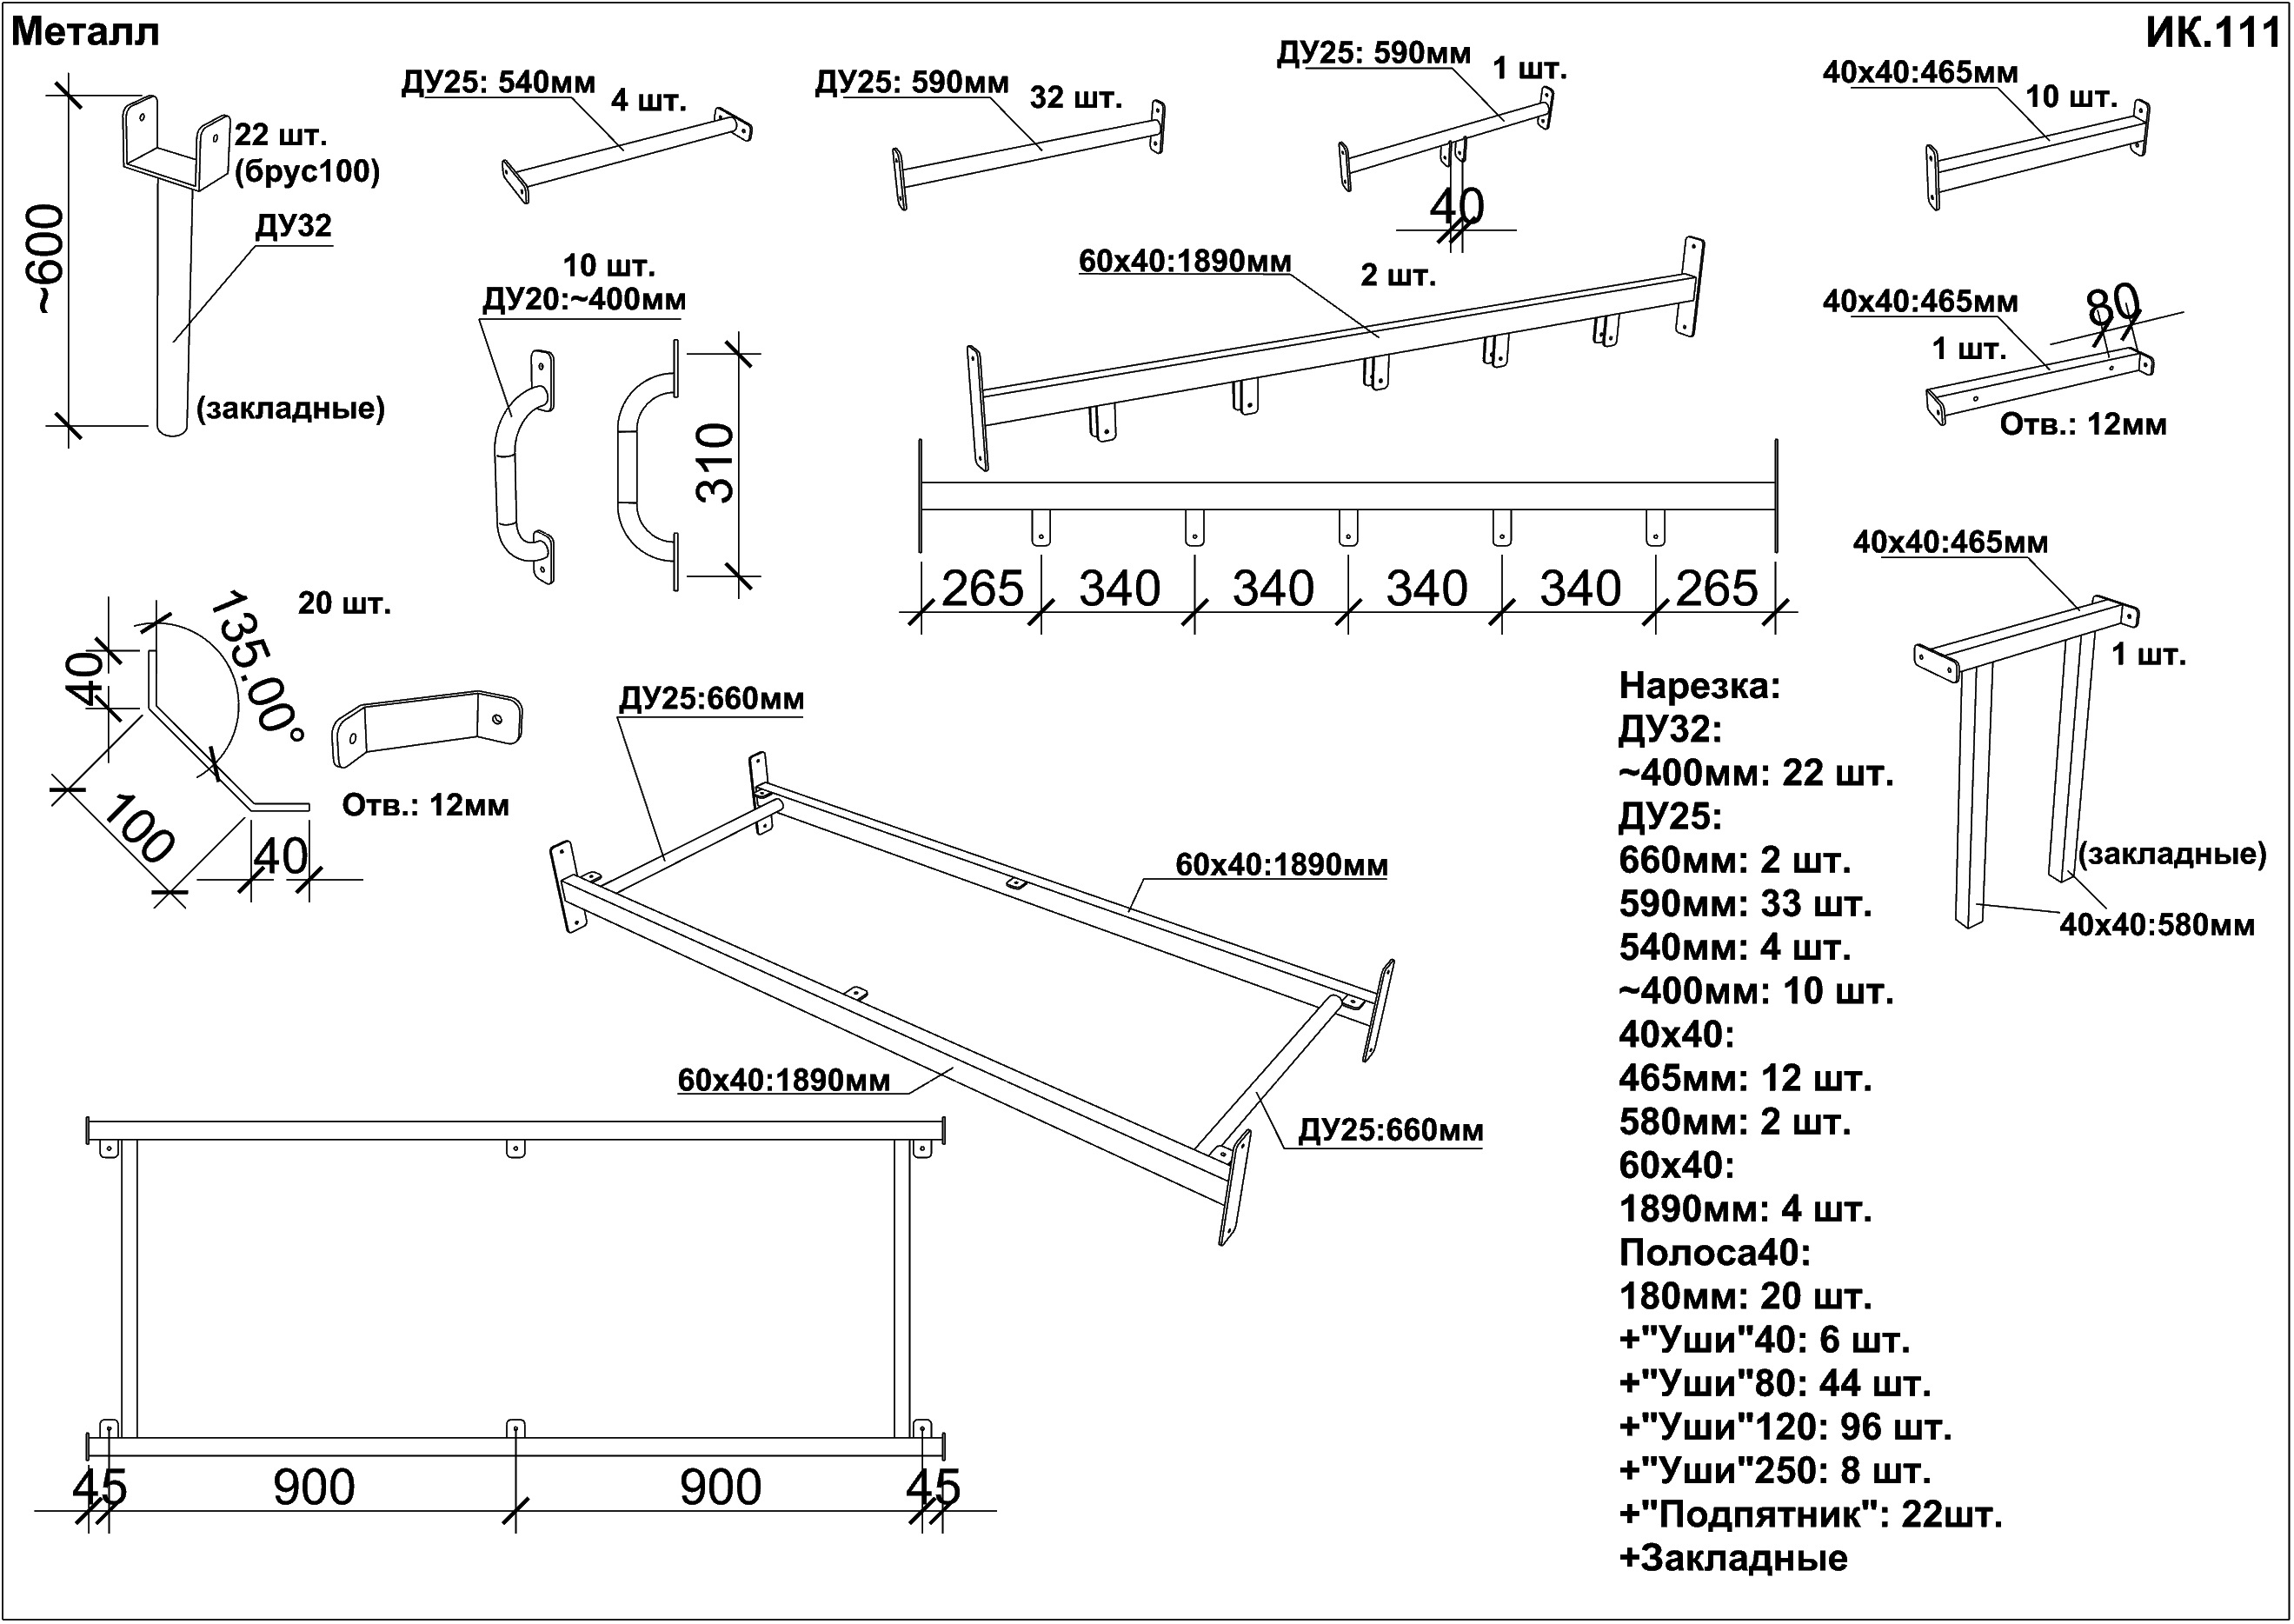 Металл
ИК.111
~600
22 шт.
(брус100)
ДУ32
(закладные)
ДУ25: 540мм
4 шт.
ДУ25: 590мм
32 шт.
ДУ25: 590мм
1 шт.
40
40х40:465мм
10 шт.
10 шт.
ДУ20:~400мм
310
60х40:1890мм
2 шт.
265
340
340
340
340
265
40х40:465мм
80
1 шт.
Отв.: 12мм
40х40:465мм
1 шт.
(закладные)
40х40:580мм
20 шт.
135.00°
40
100
40
Отв.: 12мм
ДУ25:660мм
60х40:1890мм
60х40:1890мм
ДУ25:660мм
45
900
900
45
Нарезка:
ДУ32:
~400мм: 22 шт.
ДУ25:
660мм: 2 шт.
590мм: 33 шт.
540мм: 4 шт.
~400мм: 10 шт.
40х40:
465мм: 12 шт.
580мм: 2 шт.
60х40:
1890мм: 4 шт.
Полоса40:
180мм: 20 шт.
+"Уши"40: 6 шт.
+"Уши"80: 44 шт.
+"Уши"120: 96 шт.
+"Уши"250: 8 шт.
+"Подпятник": 22шт.
+Закладные